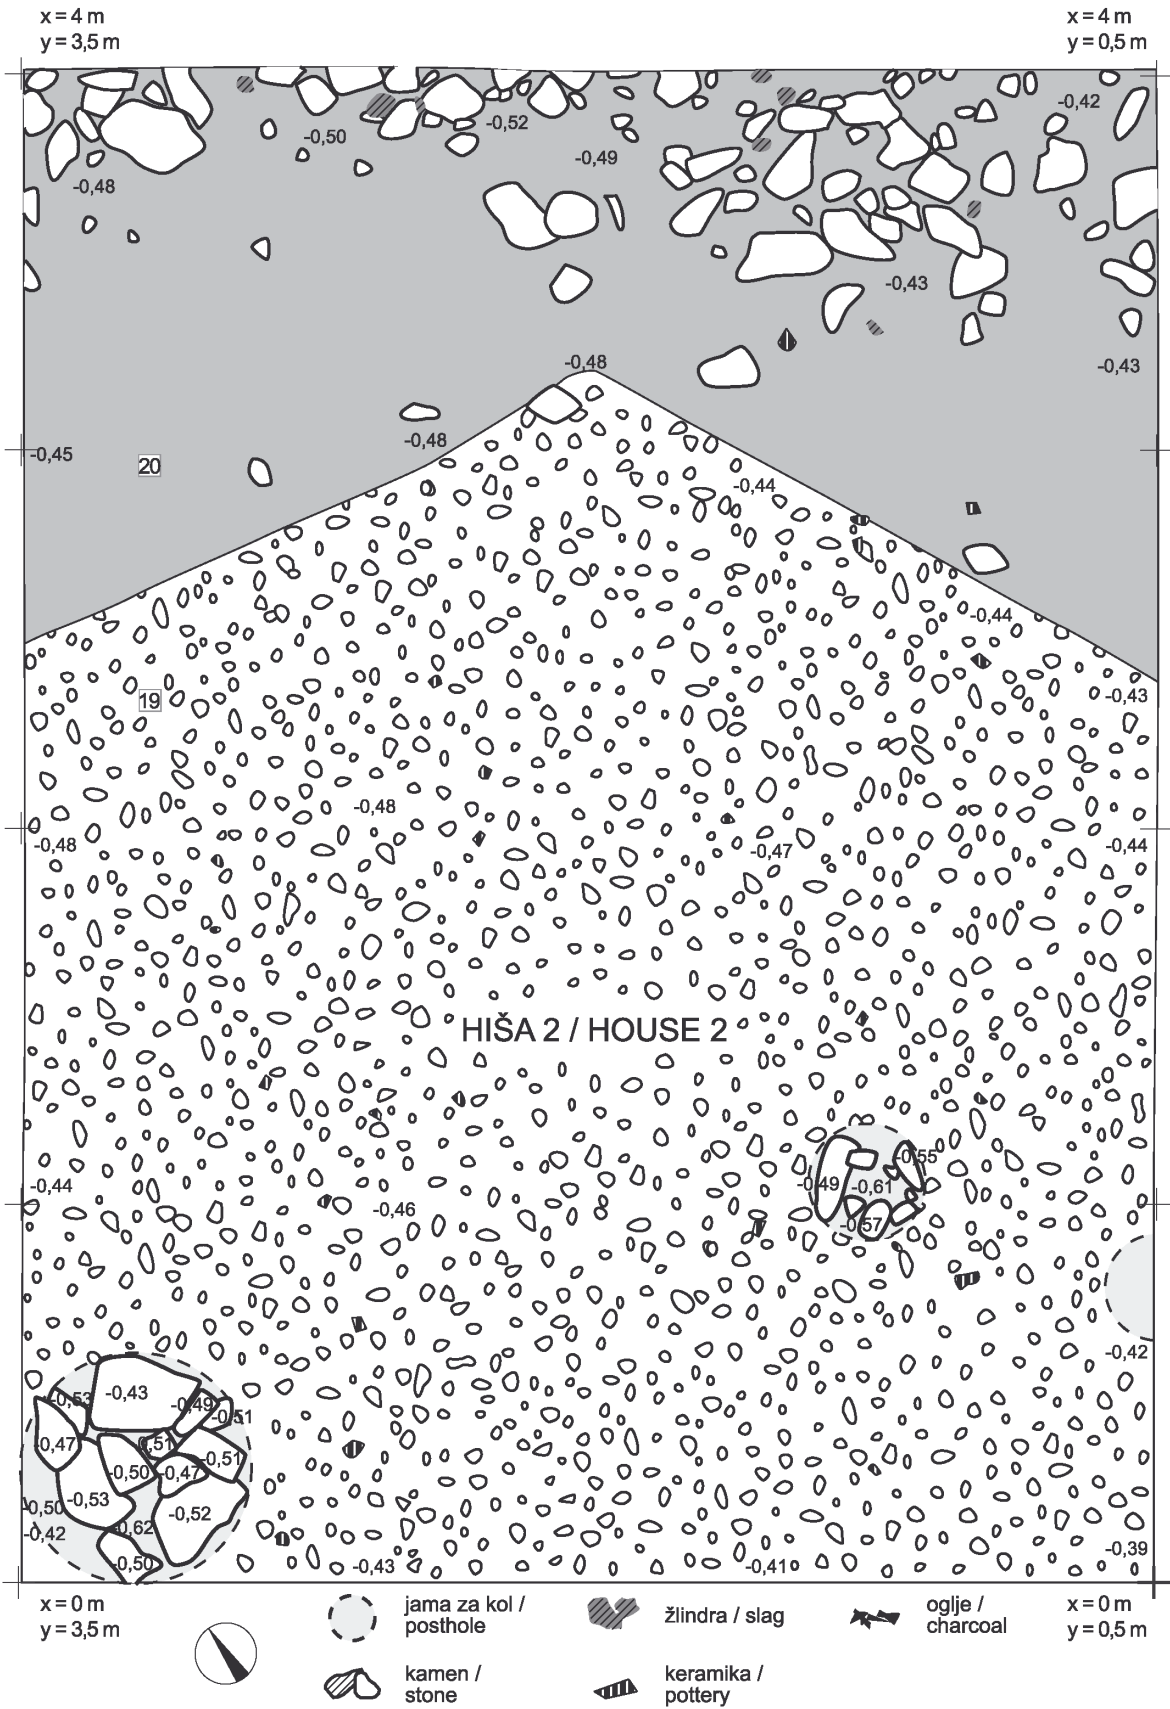 x = 4 m
y = 3,5 m
x = 4 m
y = 0,5 m
-0,42
-0,50
-0,52
-0,49
-0,48
-0,43
-0,48
-0,43
-0,48
-0,45
20
-0,44
-0,44
19
-0,43
-0,48
-0,48
-0,47
-0,44
HIŠA 2 / HOUSE 2
-0,55
-0,44
-0,49
-0,61
-0,46
-0,57
-0,42
-0,43
-0,53
-0,49
-0,51
-0,47
0,51
-0,51
-0,50
-0,47
-0,53
-0,50
-0,52
-0,42
-0,62
-0,50
-0,43
-0,41
-0,39
x = 0 m
y = 3,5 m
jama za kol /
posthole
žlindra / slag
oglje /
charcoal
x = 0 m
y = 0,5 m
kamen /
stone
keramika /
pottery